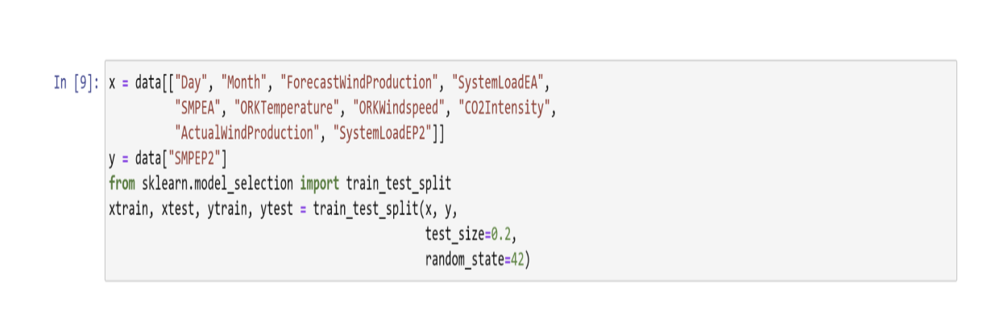 In [9]: x = data[["Day", "Month", "ForecastWindProduction", "SystemLoadEA",
"SMPEA", "ORKTemperature", "ORKWindspeed", "CO2Intensity",
"ActualWindProduction", "SystemLoadEP2"]]
y = data["SMPEP2"]
from sklearn.model_selection import train_test_split
xtrain, xtest, ytrain, ytest = train_test_split(x, y,
test_size=0.2,
random_state=42)